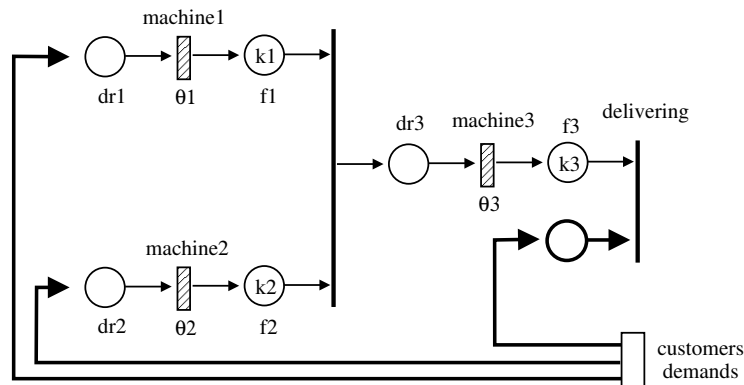 machine1
k1
dr1
θ1
f1
dr3
machine3
f3
delivering
k3
θ3
machine2
k2
dr2
θ2
f2
customers
demands